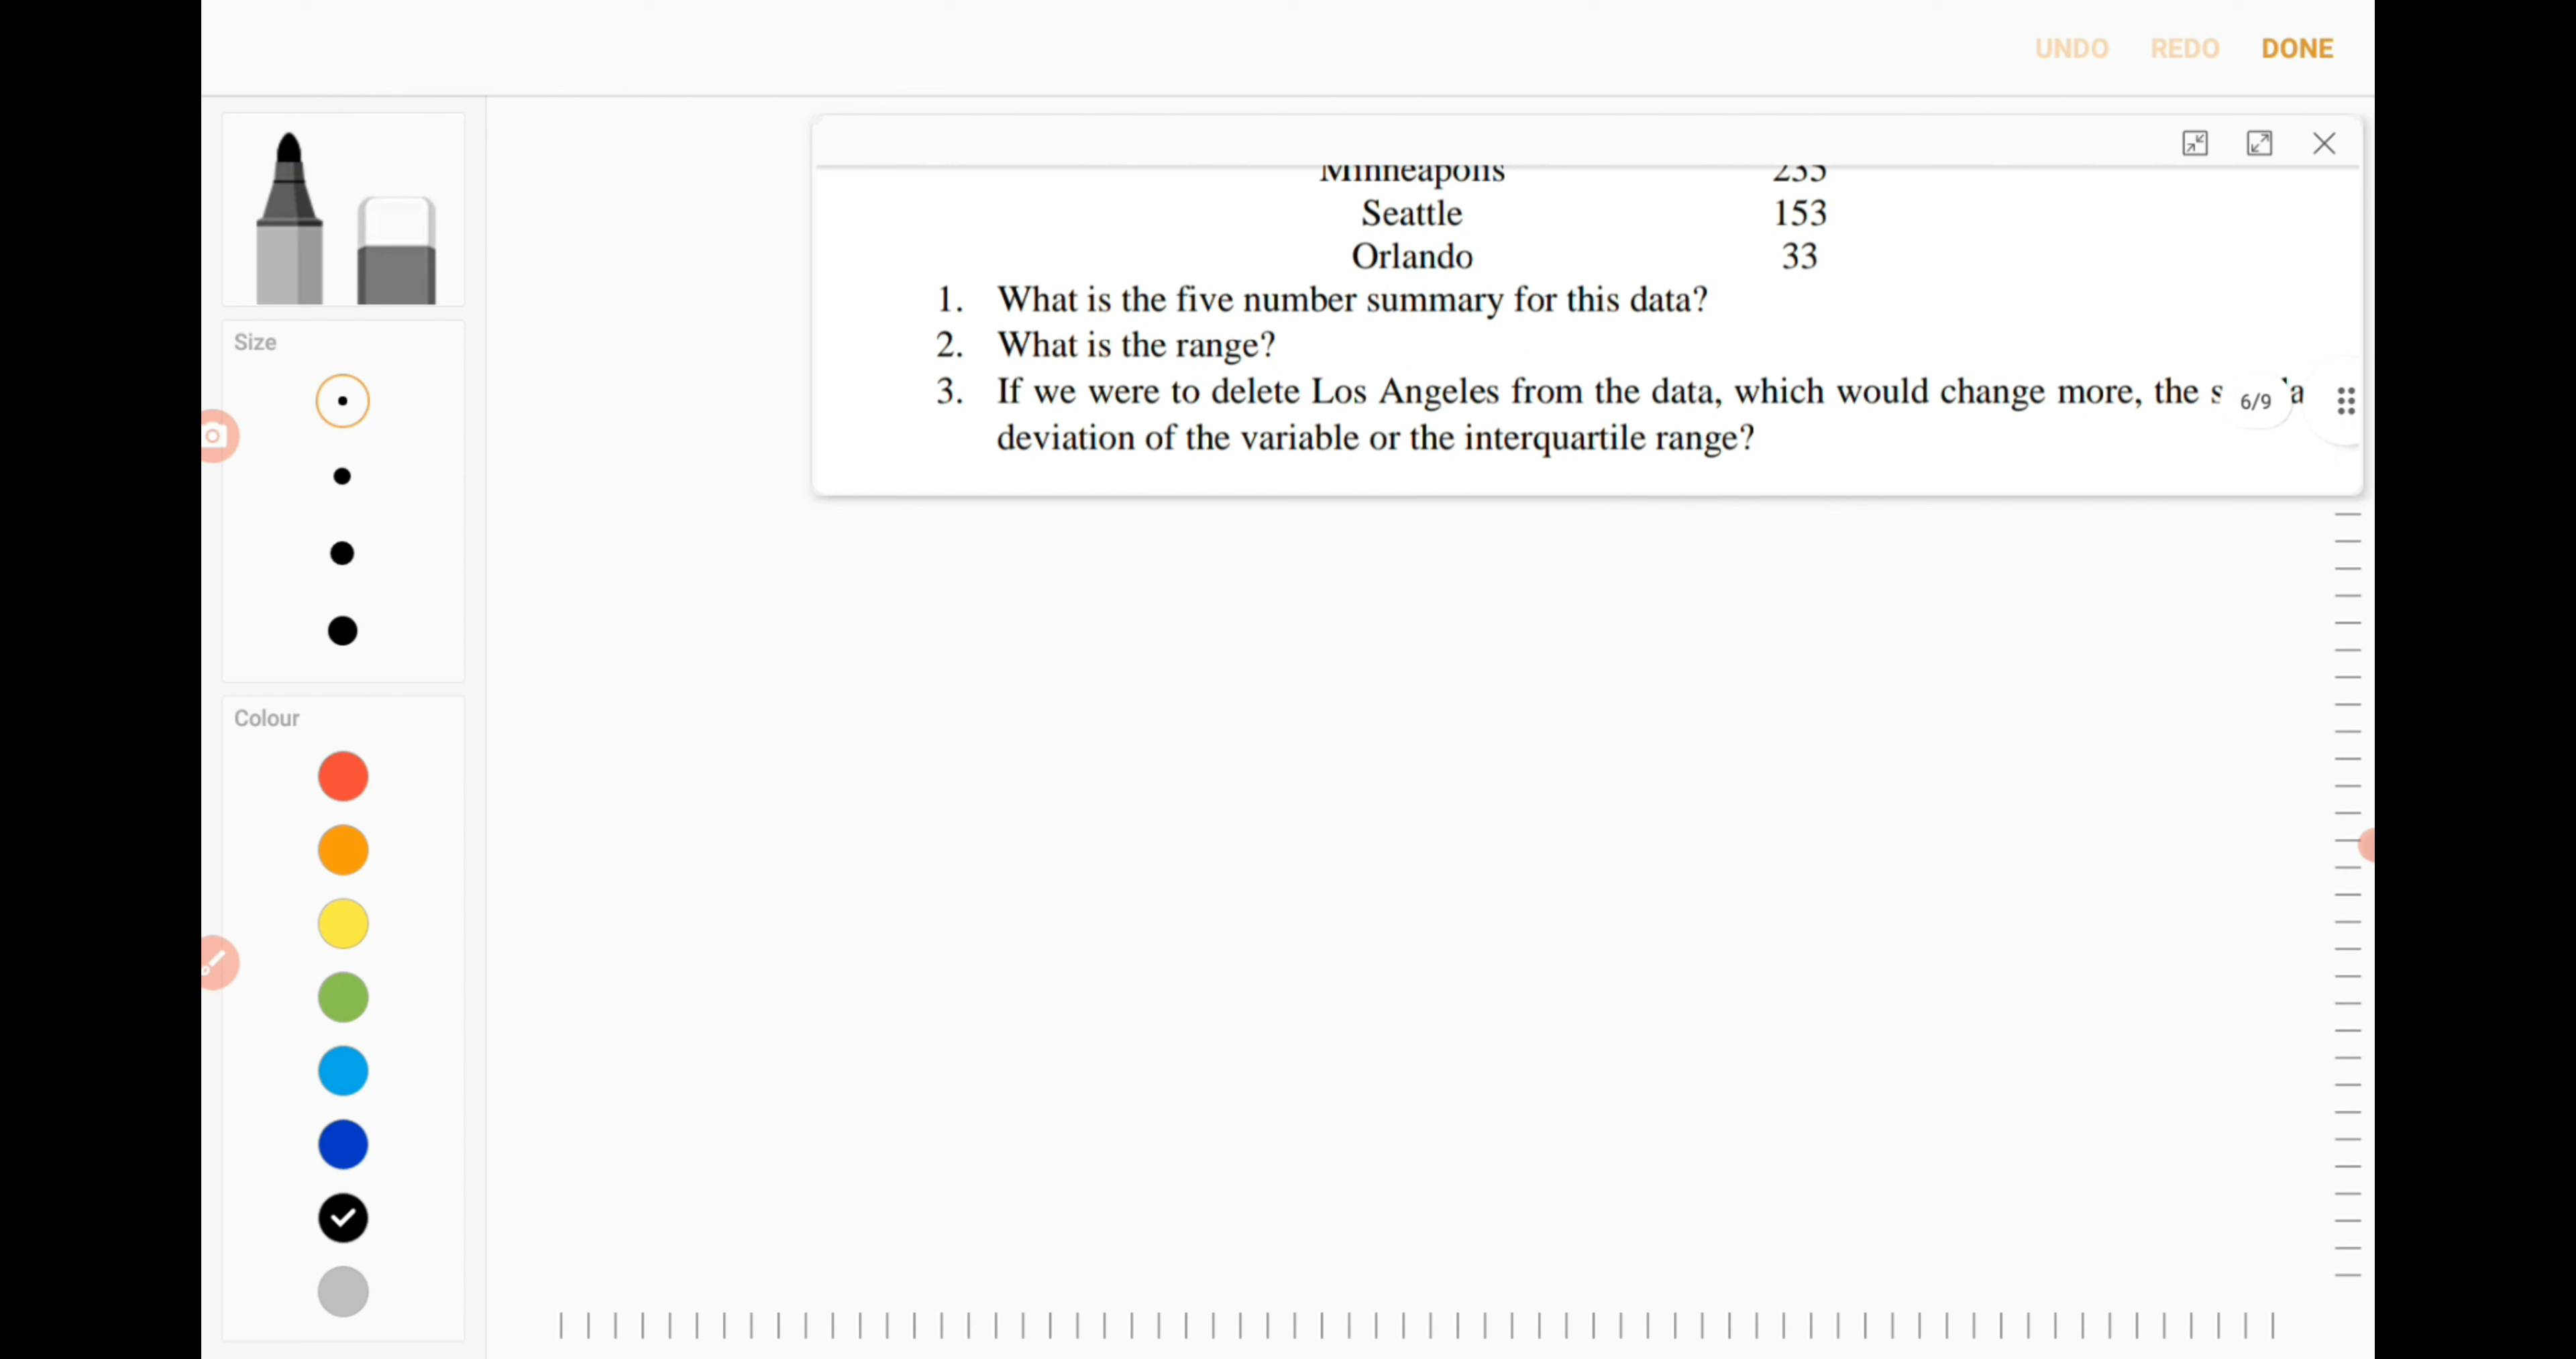 UNDO REDO DONE
Minneapolis 235
Seattle 153
Orlando 33
1. What is the five number summary for this data?
2. What is the range?
3. If we were to delete Los Angeles from the data, which would change more, the
6/9
deviation of the variable or the interquartile range?
Size
Colour